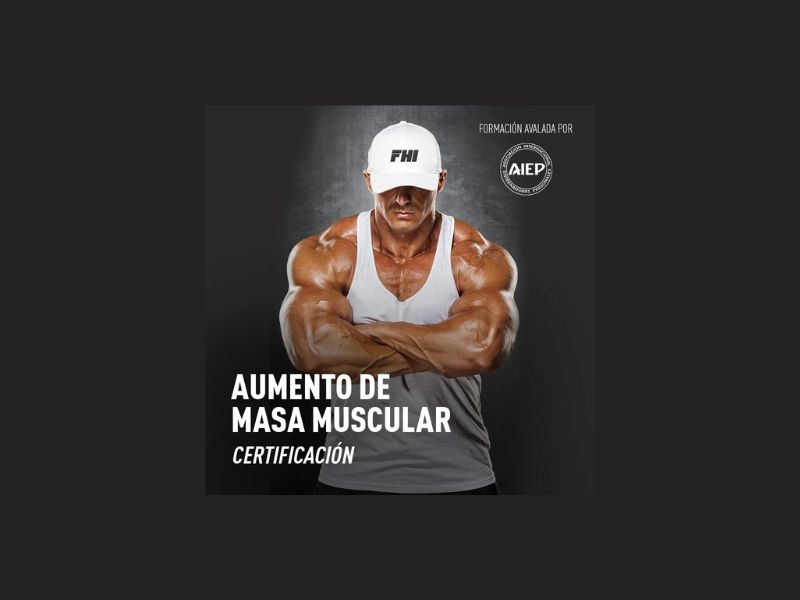 FORMACIÓN AVALADA POR
AIEP
FHI
AUMENTO DE
MASA MUSCULAR
CERTIFICACIÓN